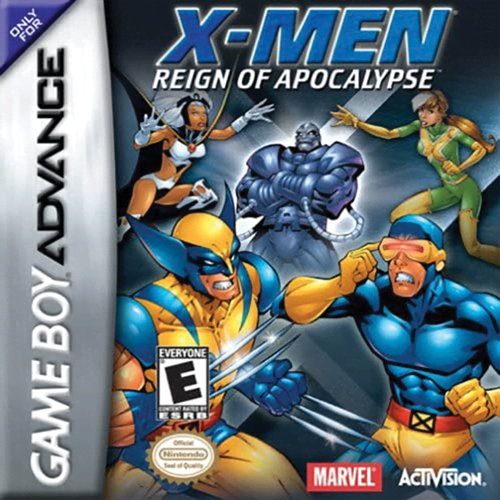 ONLY
FOR
GAME BOY ADVANCE
X-MEN
REIGN OF APOCALYPSE™
EVERYONE
E
CONTENT RATED BY
ESRB
Official
Nintendo
Seal of Quality
MARVEL
ACTIVISION